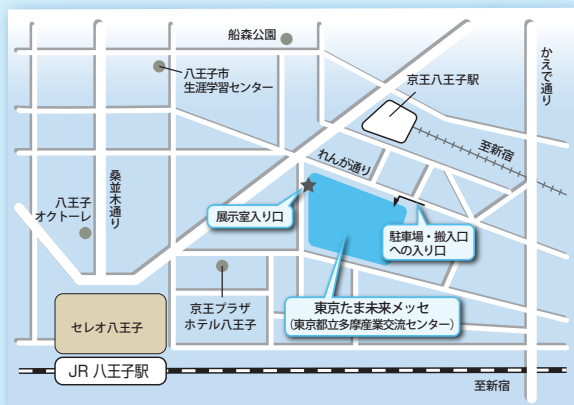 船森公園
かえで通り
八王子市
生涯学習センター
京王八王子駅
れんが通り
至新宿
桑並木通り
八王子
オクトーレ
展示室入り口
駐車場・搬入口
への入り口
京王プラザ
ホテル八王子
東京たま未来メッセ
(東京都立多摩産業交流センター)
セレオ八王子
JR 八王子駅
至新宿